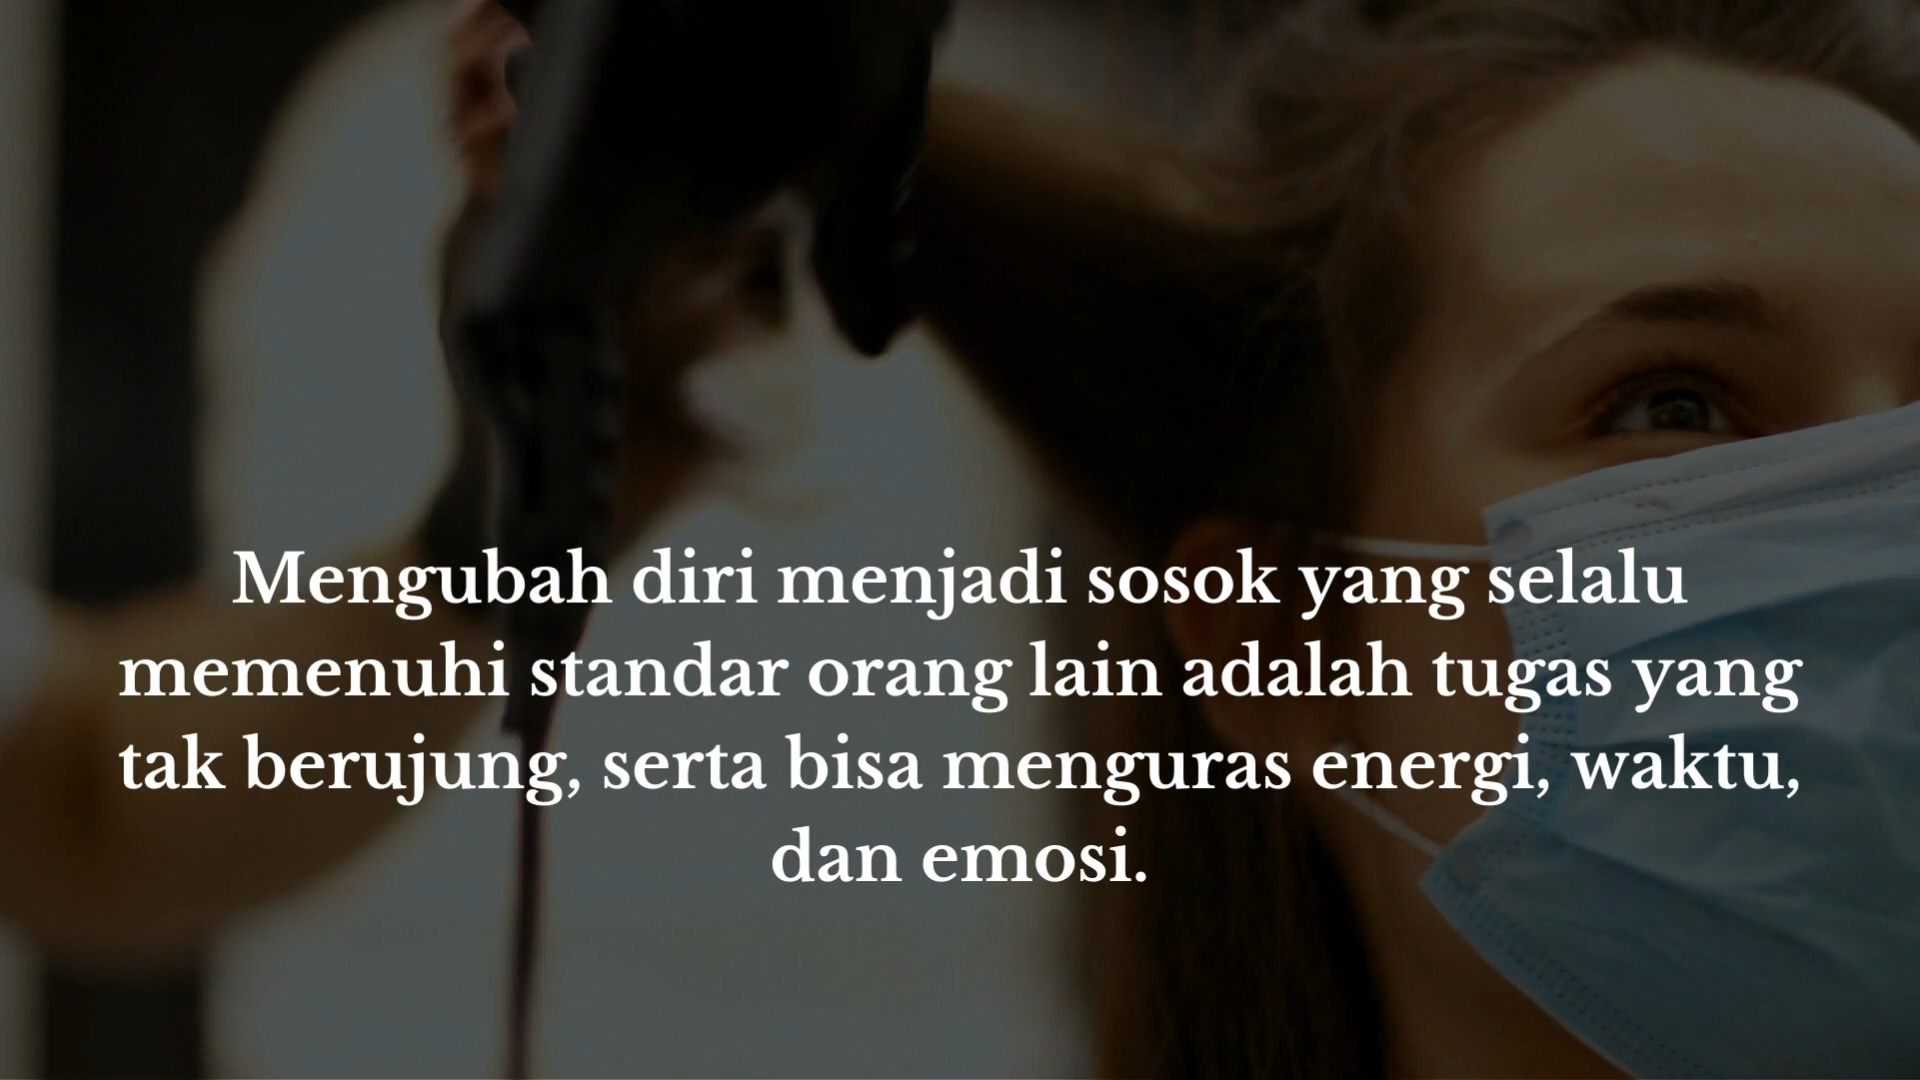 Mengubah diri menjadi sosok yang selalu
memenuhi standar orang lain adalah tugas yang
tak berujung, serta bisa menguras energi, waktu,
dan emosi.